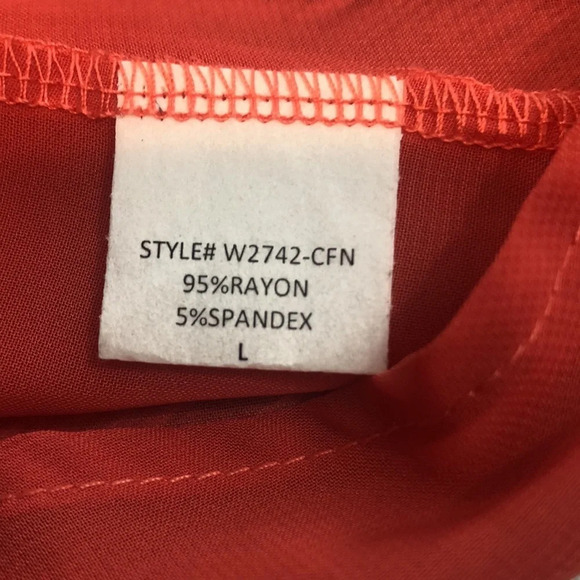 STYLE# W2742-CFN
95%RAYON
5%SPANDEX
L